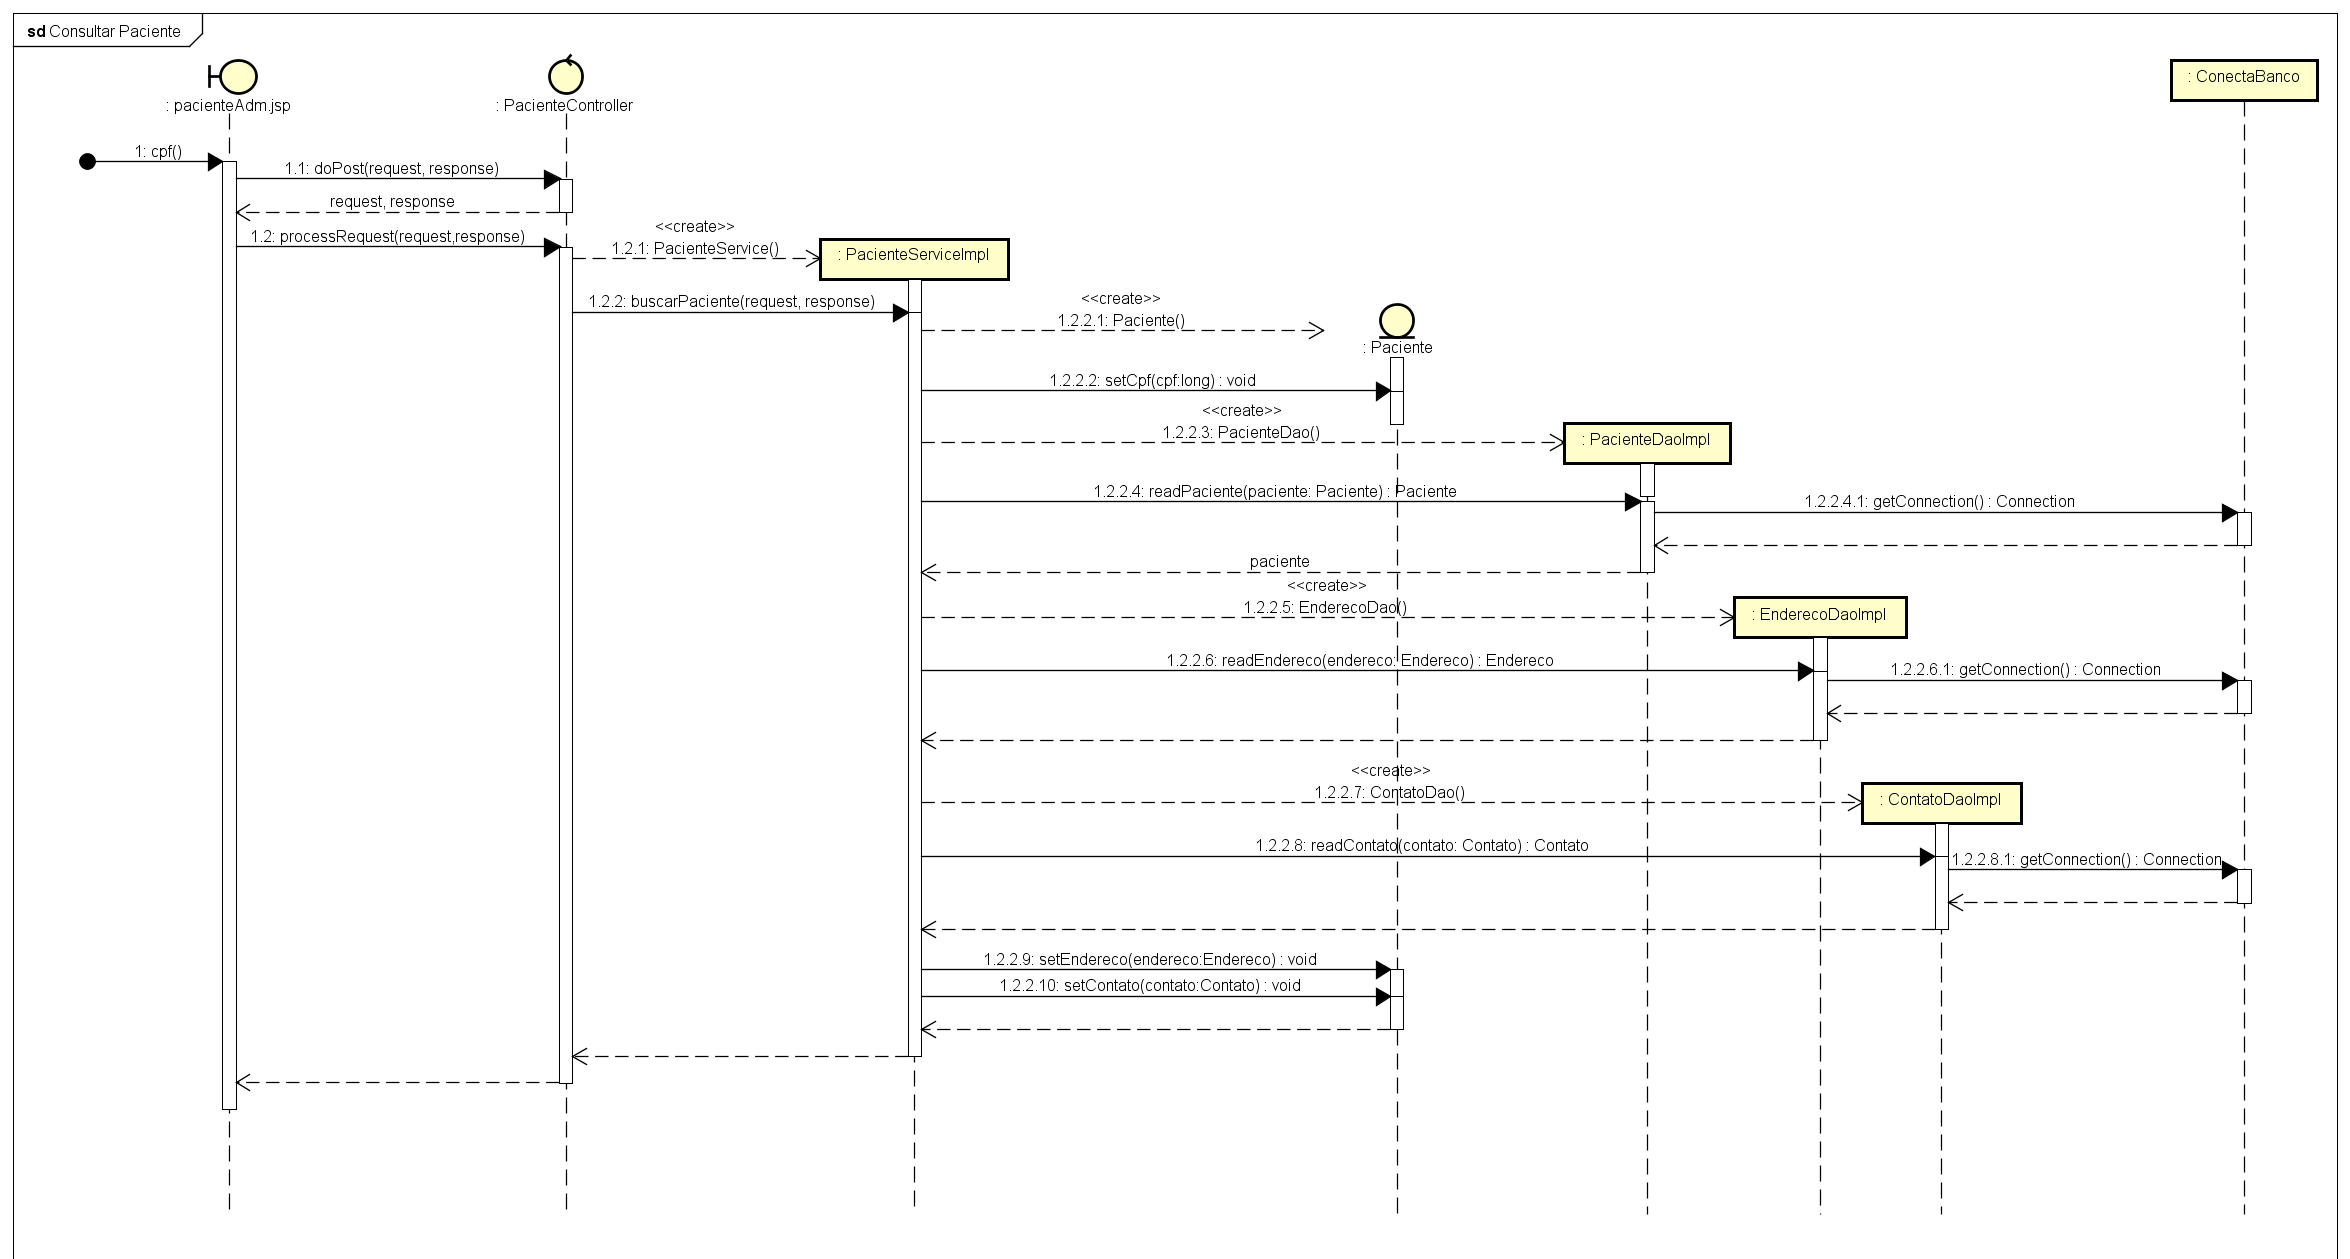 sd Consultar Paciente
: pacienteAdm.jsp
: PacienteController
: ConectaBanco
1: cpf()
1.1: doPost(request, response)
request, response
<<create>>
1.2: processRequest(request,response)
1.2.1: PacienteService()
: PacienteServiceImpl
1.2.2: buscarPaciente(request, response)
<<create>>
1.2.2.1: Paciente()
: Paciente
1.2.2.2: setCpf(cpf:long) : void
<<create>>
1.2.2.3: PacienteDao()
: PacienteDaoImpl
1.2.2.4: readPaciente(paciente: Paciente) : Paciente
1.2.2.4.1: getConnection() : Connection
paciente
<<create>>
1.2.2.5: EnderecoDao()
: EnderecoDaoImpl
1.2.2.6: readEndereco(endereco: Endereco) : Endereco
1.2.2.6.1: getConnection() : Connection
<<create>>
1.2.2.7: ContatoDao()
: ContatoDaoImpl
1.2.2.8: readContato(contato: Contato) : Contato
1.2.2.8.1: getConnection() : Connection
1.2.2.9: setEndereco(endereco:Endereco) : void
1.2.2.10: setContato(contato:Contato) : void